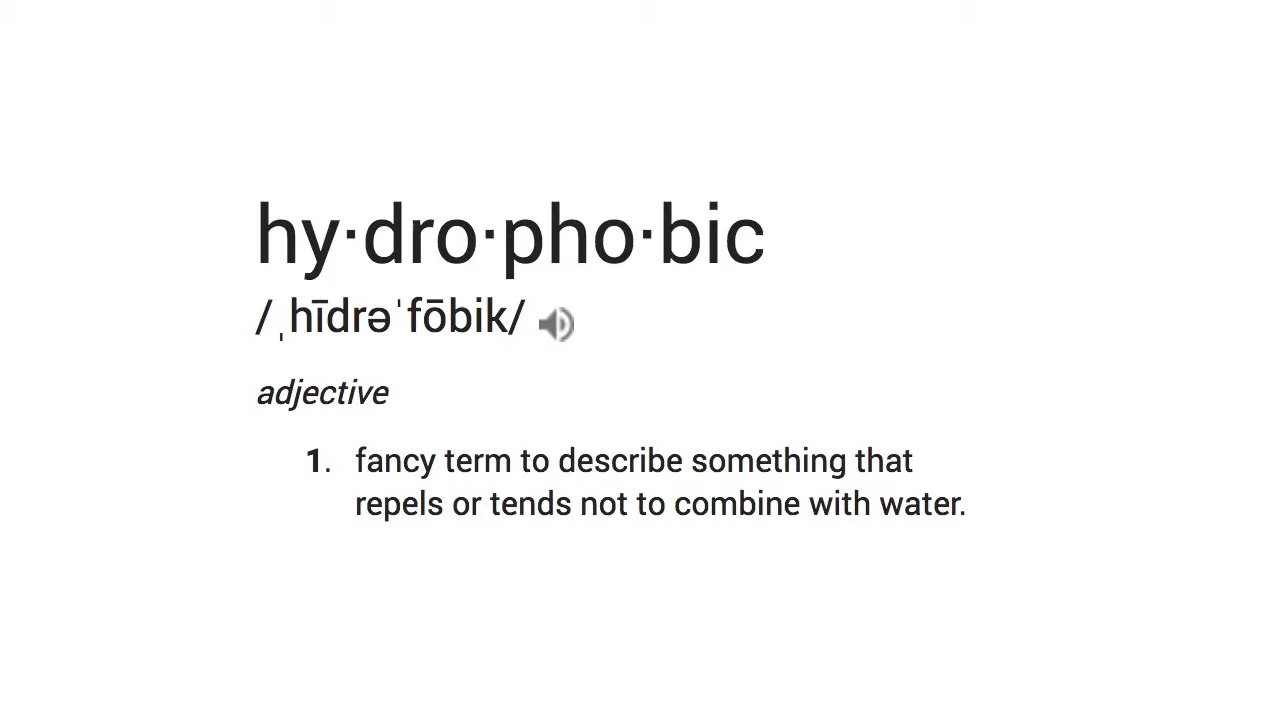 hy·dro·pho·bic
/ˌhīdrəˈfōbik/
adjective
1. fancy term to describe something that
repels or tends not to combine with water.